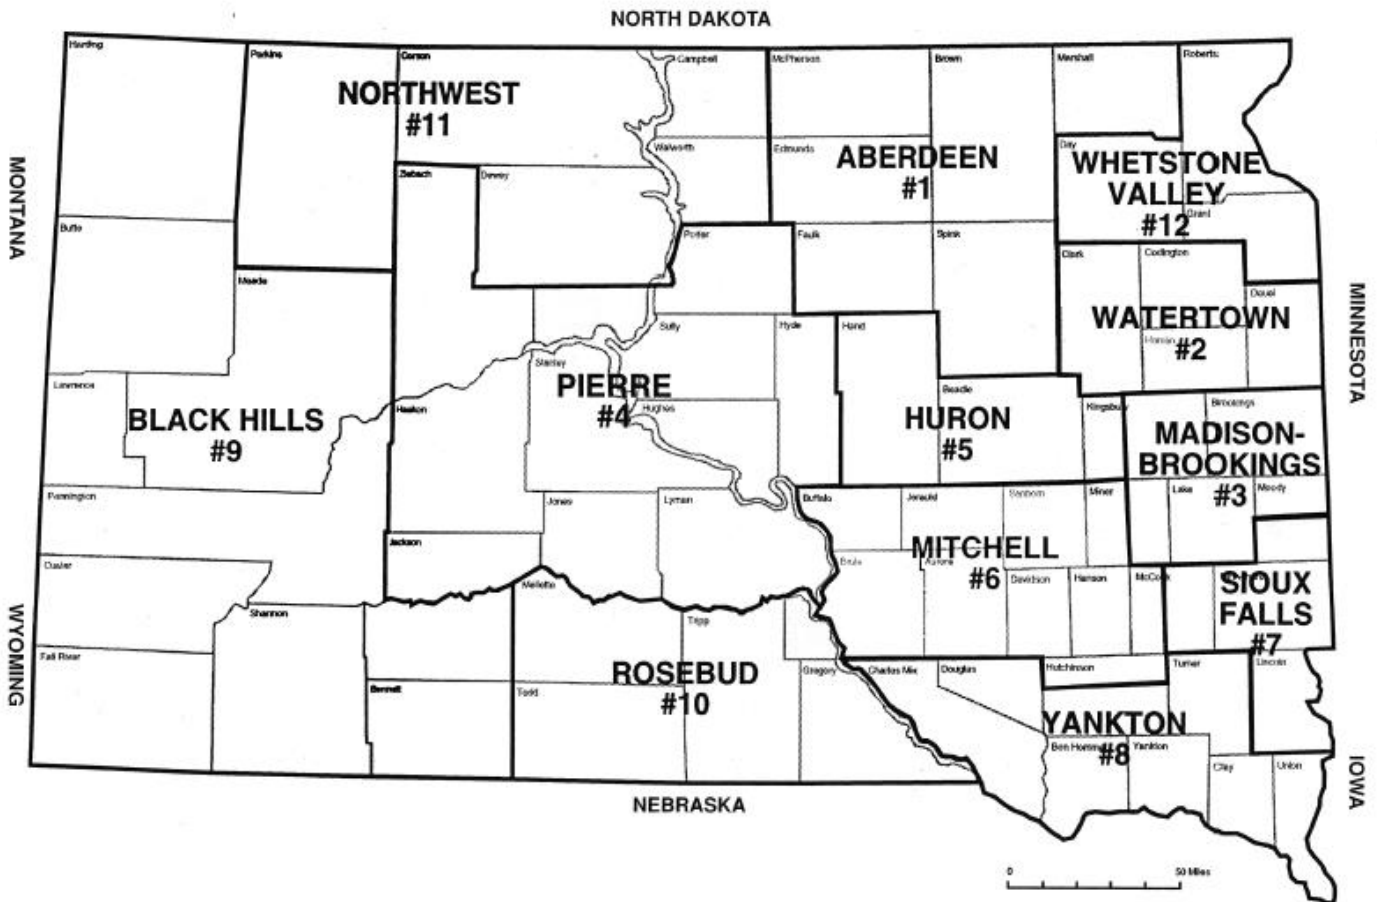 NORTH DAKOTA
Harding
Perkins
Corson
Campbell
McPherson
Brown
Marshall
Roberts
NORTHWEST
#11
Walworth
Edmunds
ABERDEEN
#1
Day
WHETSTONE
VALLEY
#12
Grant
MONTANA
Ziebach
Dewey
Butte
Potter
Faulk
Spink
Clark
Codington
Deuel
Meade
WATERTOWN
#2
MINNESOTA
Sully
Hyde
Hand
Stanley
PIERRE
#4
Lawrence
BLACK HILLS
#9
Haakon
Hughes
Beadle
HURON
#5
Kingsbury
Brookings
MADISON-
BROOKINGS
#3
Pennington
Jones
Lyman
Buffalo
Jerauld
Sanborn
Miner
Lake
Moody
Jackson
MITCHELL
#6
Custer
Mellette
Brule
Aurora
Davidson
Hanson
McCook
SIOUX
FALLS
#7
WYOMING
Shannon
Tripp
Fall River
ROSEBUD
#10
Bennett
Todd
Gregory
Charles Mix
Douglas
Hutchinson
Turner
Lincoln
YANKTON
#8
Bon Homme
Yankton
Clay
Union
IOWA
NEBRASKA
0
50 Miles